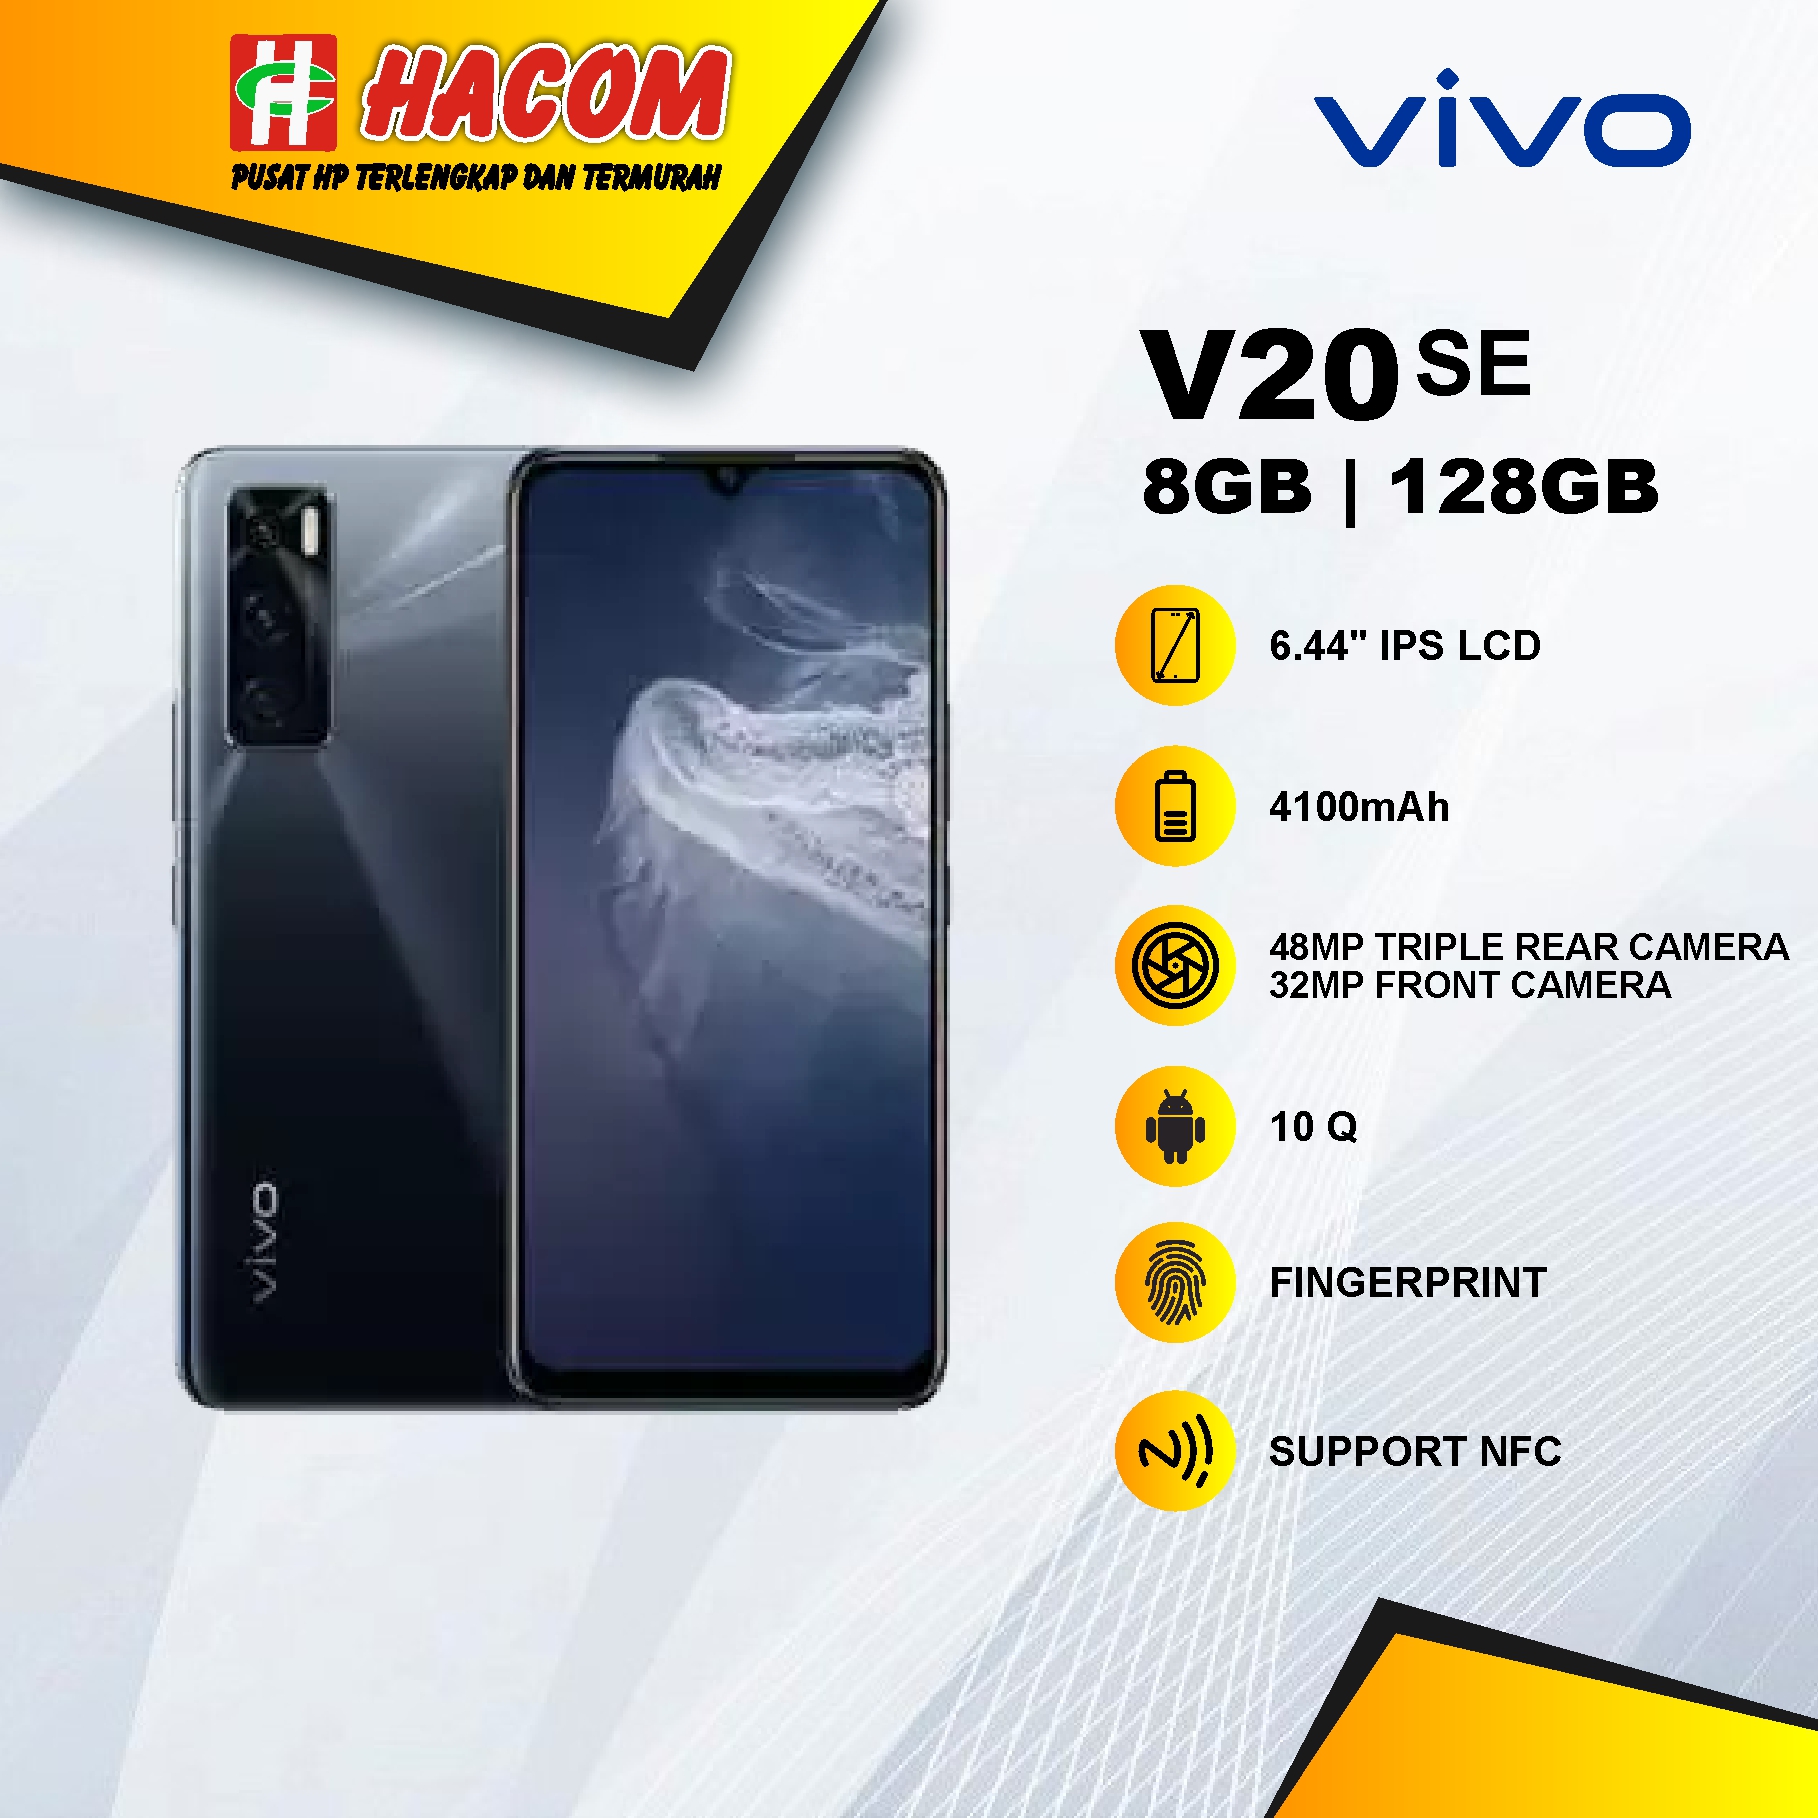 HACOM
PUSAT HP TERLENGKAP DAN TERMURAH
vivo
V20 SE
8GB | 128GB
6.44" IPS LCD
4100mAh
48MP TRIPLE REAR CAMERA
32MP FRONT CAMERA
10 Q
FINGERPRINT
SUPPORT NFC
vivo